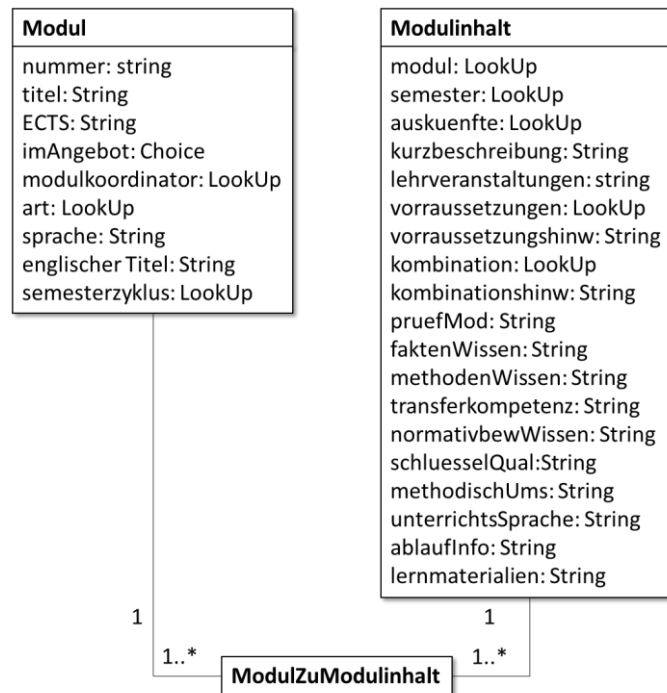 Modul
nummer: string
titel: String
ECTS: String
imAngebot: Choice
modulkoordinator: LookUp
art: LookUp
sprache: String
englischer Titel: String
semesterzyklus: LookUp
Modulinhalt
modul: LookUp
semester: LookUp
auskuenfte: LookUp
kurzbeschreibung: String
lehrveranstaltungen: string
vorraussetzungen: LookUp
vorraussetzungshinw: String
kombination: LookUp
kombinationshinw: String
pruefMod: String
faktenWissen: String
methodenWissen: String
transferkompetenz: String
normativbewWissen: String
schluesselQual:String
methodischUms: String
unterrichtsSprache: String
ablaufInfo: String
lernmaterialien: String
1
1
1..*
1..*
ModulZuModulinhalt